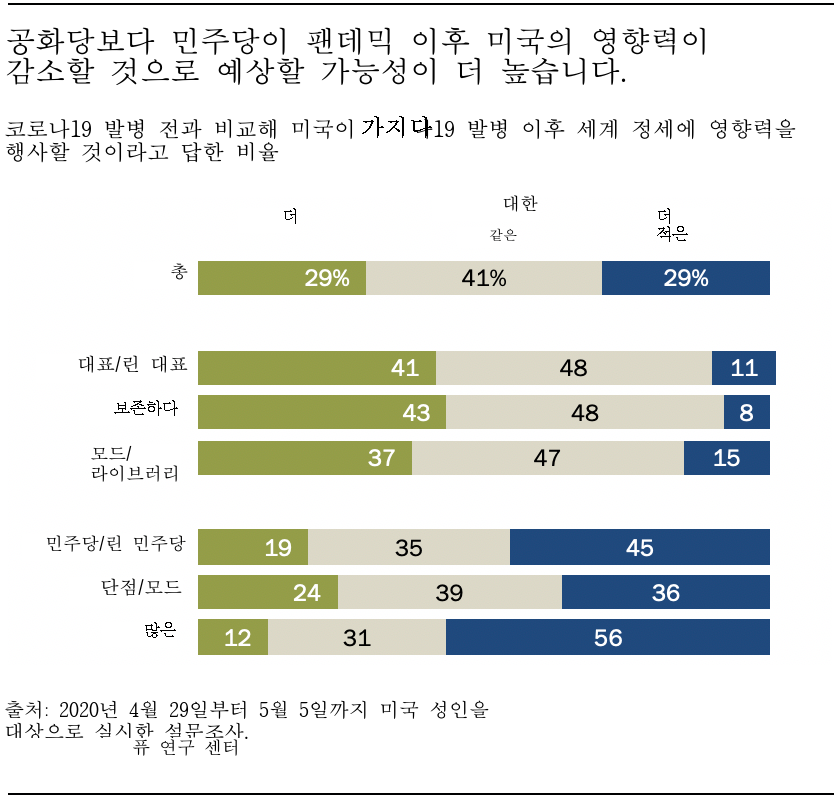 공화당보다 민주당이 팬데믹 이후 미국의 영향력이
감소할 것으로 예상할 가능성이 더 높습니다.
코로나19 발병 전과 비교해 미국이 가지다19 발병 이후 세계 정세에 영향력을
행사할 것이라고 답한 비율
더
대한
같은
더
적은
총 29% 41% 29%
대표/린 대표 41 48 11
보존하다 43 48 8
모드/
라이브러리 37 47 15
민주당/린 민주당 19 35 45
단점/모드 24 39 36
많은 12 31 56
출처: 2020년 4월 29일부터 5월 5일까지 미국 성인을
대상으로 실시한 설문조사.
퓨 연구 센터